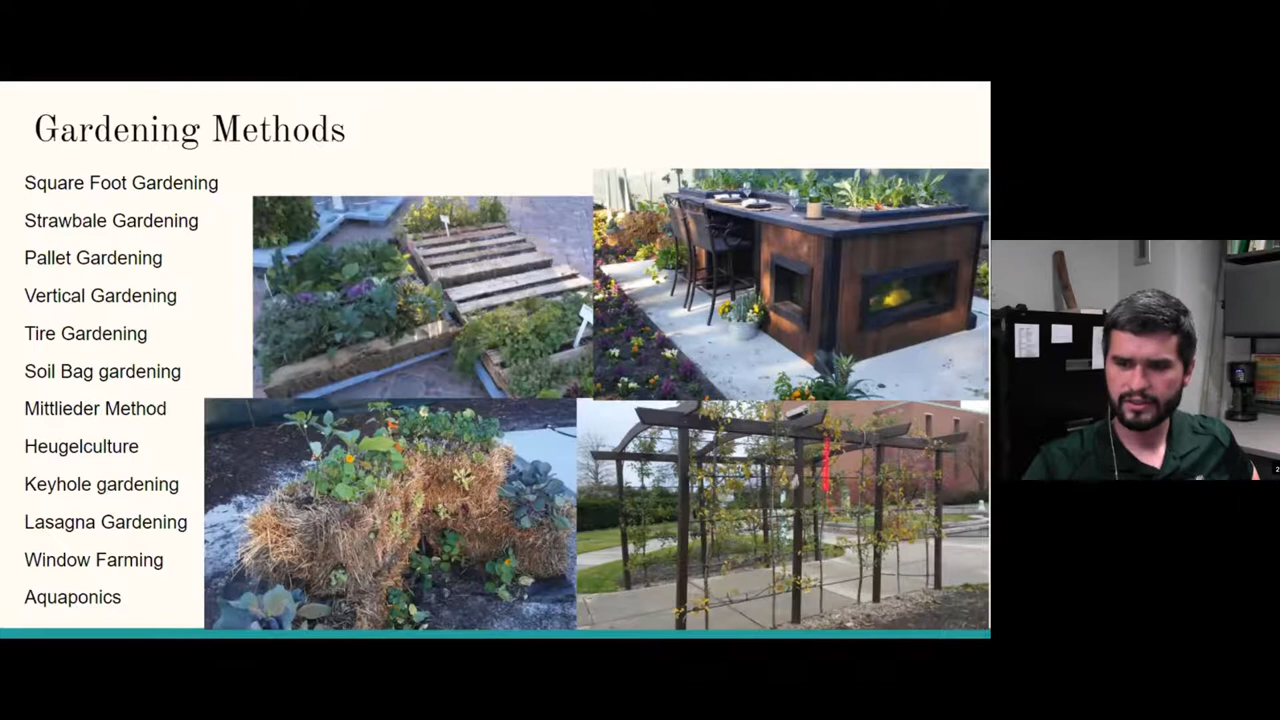 Gardening Methods
Square Foot Gardening
Strawbale Gardening
Pallet Gardening
Vertical Gardening
Tire Gardening
Soil Bag gardening
Mittlieder Method
Heugelculture
Keyhole gardening
Lasagna Gardening
Window Farming
Aquaponics